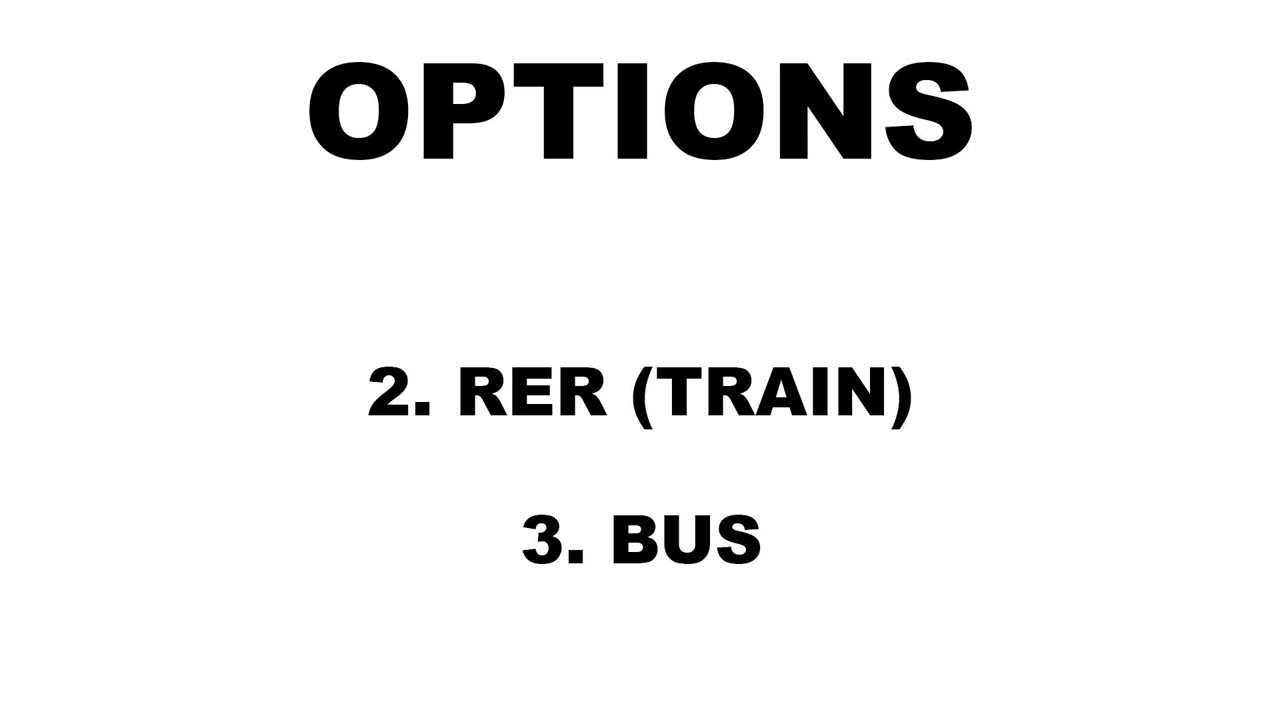 OPTIONS
2. RER (TRAIN)
3. BUS